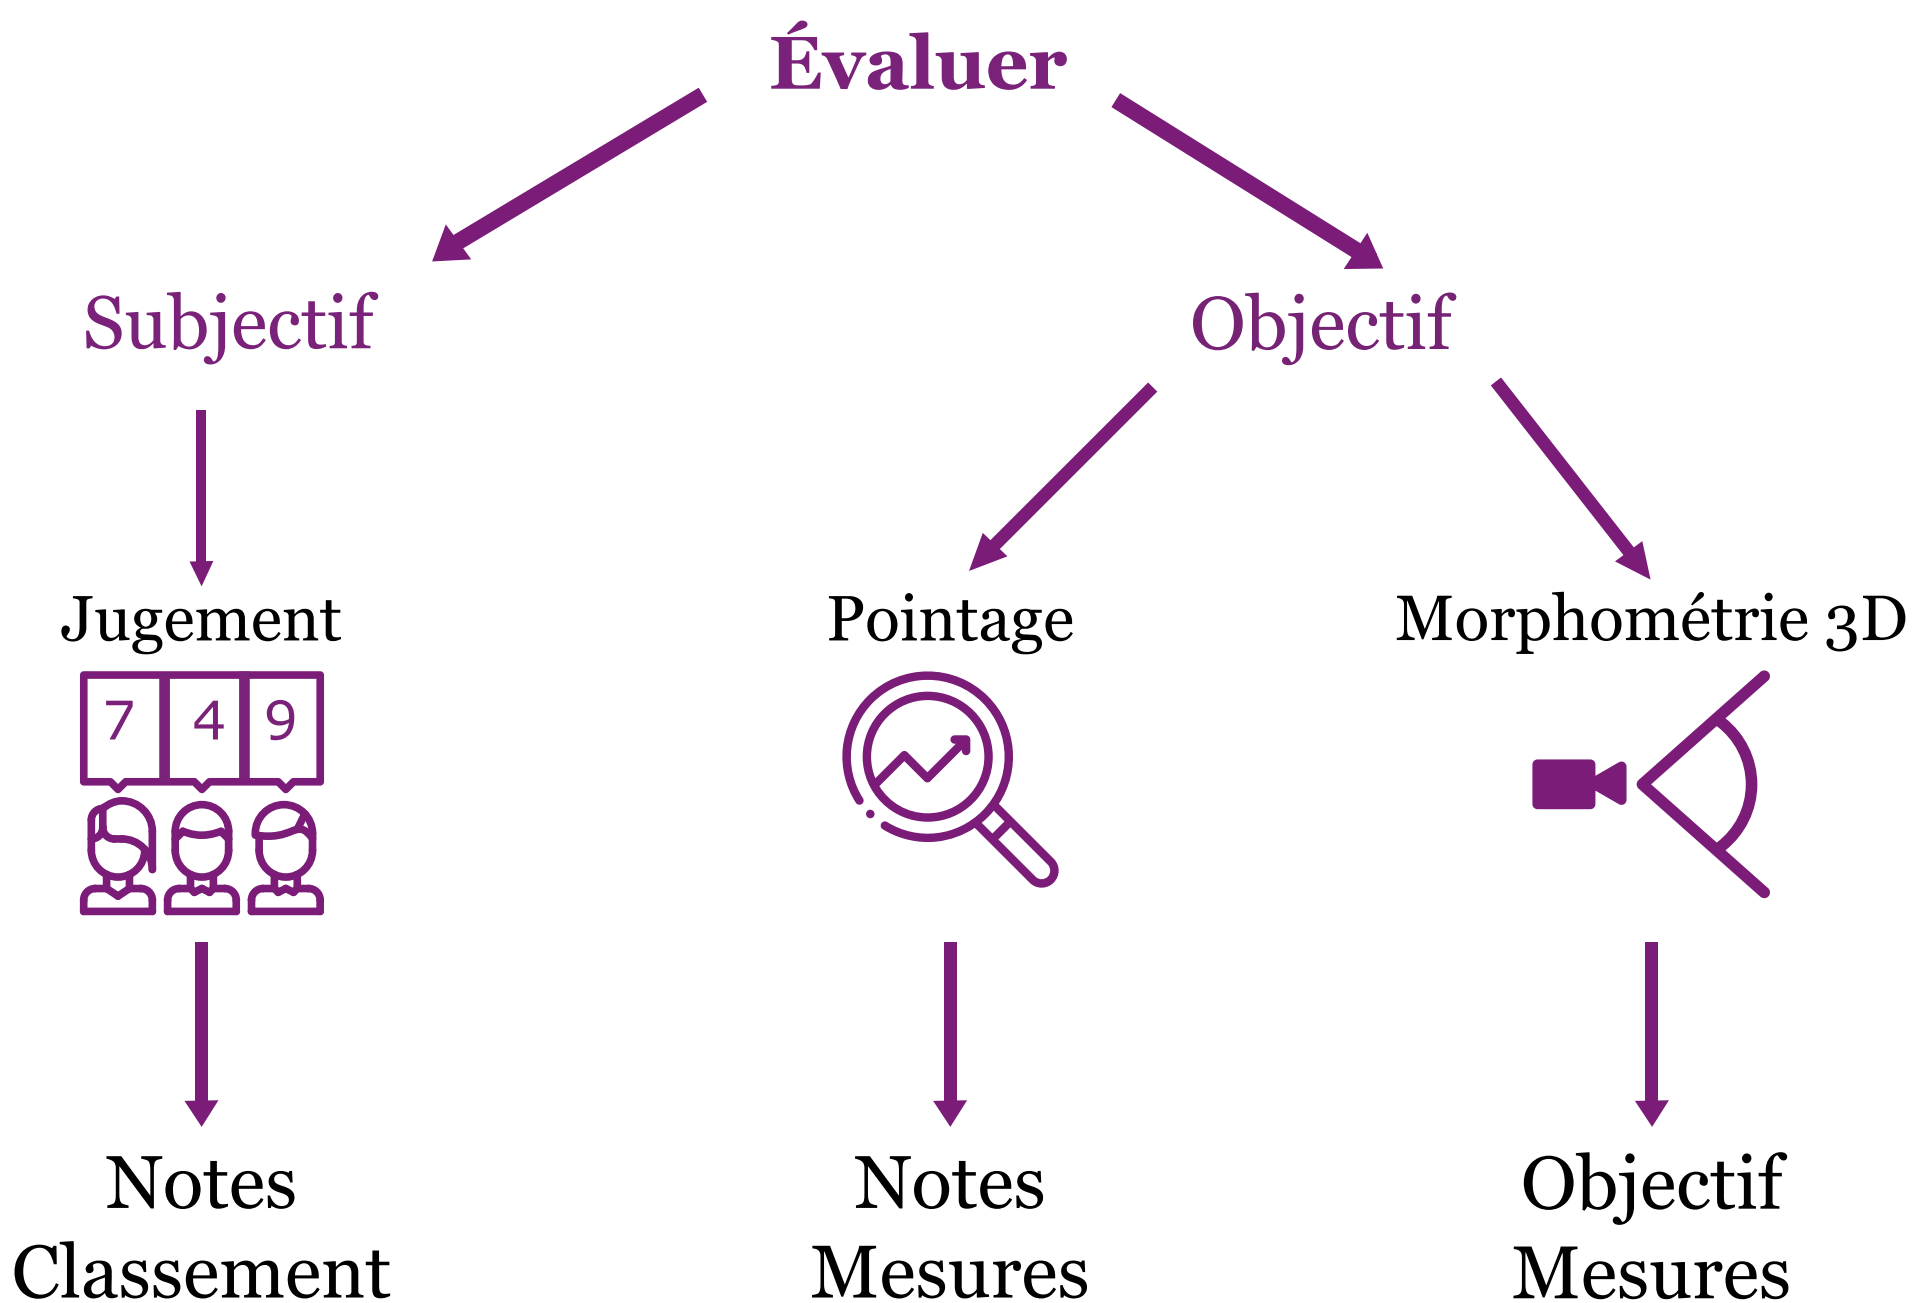 Évaluer
Subjectif
Objectif
Jugement
Pointage
Morphométrie 3D
7 4 9
Notes
Classement
Notes
Mesures
Objectif
Mesures